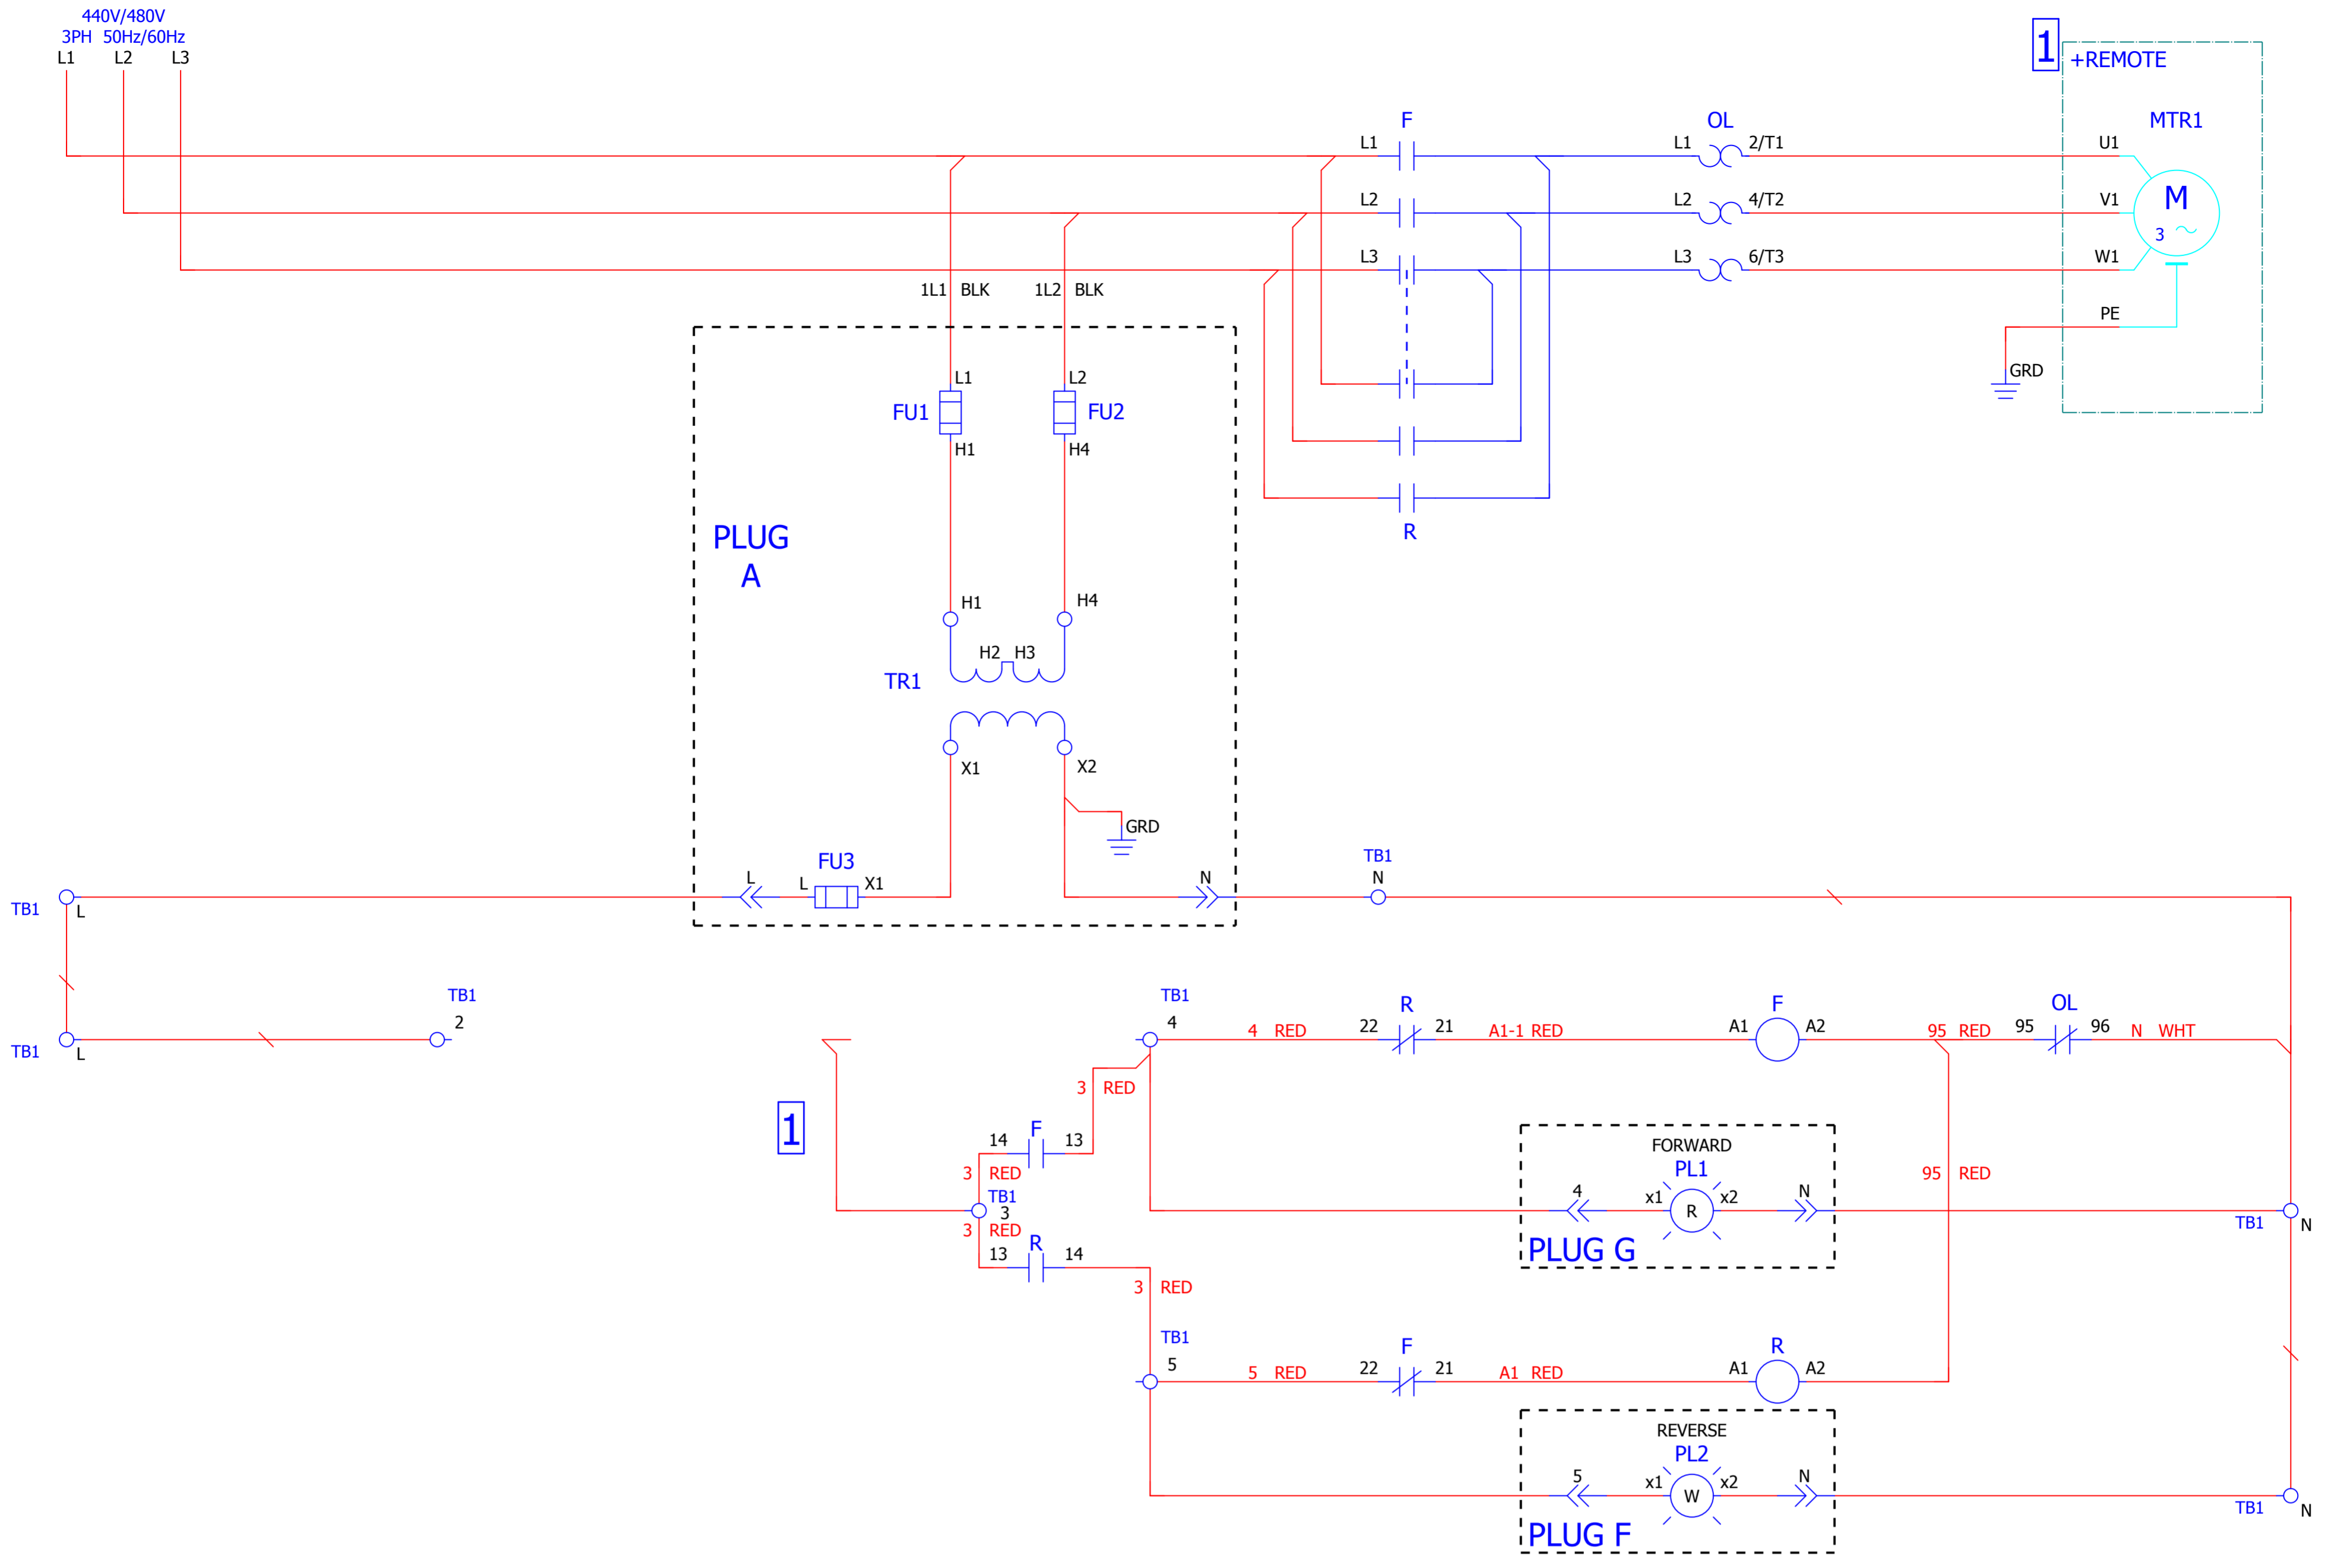 440V/480V
3PH 50Hz/60Hz
L1 L2 L3
1
+REMOTE
F
OL
MTR1
L1
L1 2/T1
U1
L2
L2 4/T2
V1
M
3
L3
L3 6/T3
W1
1L1 BLK
1L2 BLK
PE
GRD
L1
L2
FU1
FU2
H1
H4
R
PLUG
A
H1
H4
H2 H3
TR1
X1
X2
GRD
FU3
L
L
X1
N
TB1
N
TB1
L
TB1
2
TB1
L
TB1
4
4 RED
R
22
21
A1-1 RED
F
A1
A2
95 RED
OL
95
96
N WHT
3 RED
1
F
14
13
3 RED
TB1
3
3 RED
R
13
14
3 RED
FORWARD
PL1
4
x1
R
x2
N
PLUG G
95 RED
TB1
N
TB1
5
5 RED
F
22
21
A1 RED
R
A1
A2
REVERSE
PL2
5
x1
W
x2
N
PLUG F
TB1
N